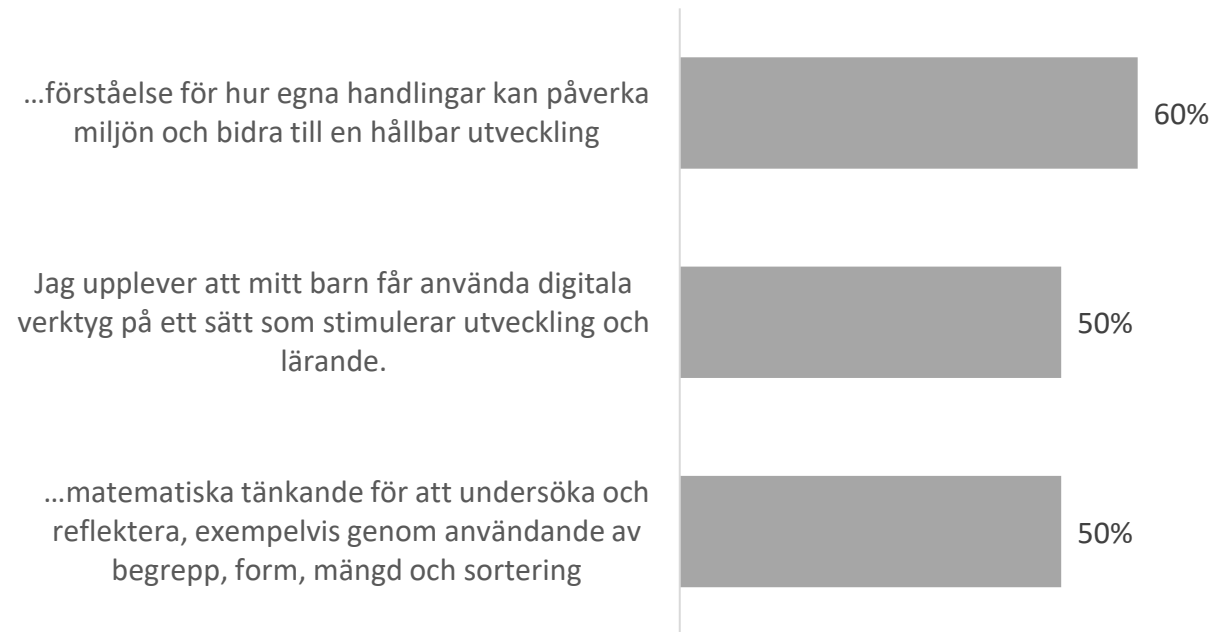 ...förståelse för hur egna handlingar kan påverka
miljön och bidra till en hållbar utveckling
60%
Jag upplever att mitt barn får använda digitala
verktyg på ett sätt som stimulerar utveckling och
lärande.
50%
...matematiska tänkande för att undersöka och
reflektera, exempelvis genom användande av
begrepp, form, mängd och sortering
50%